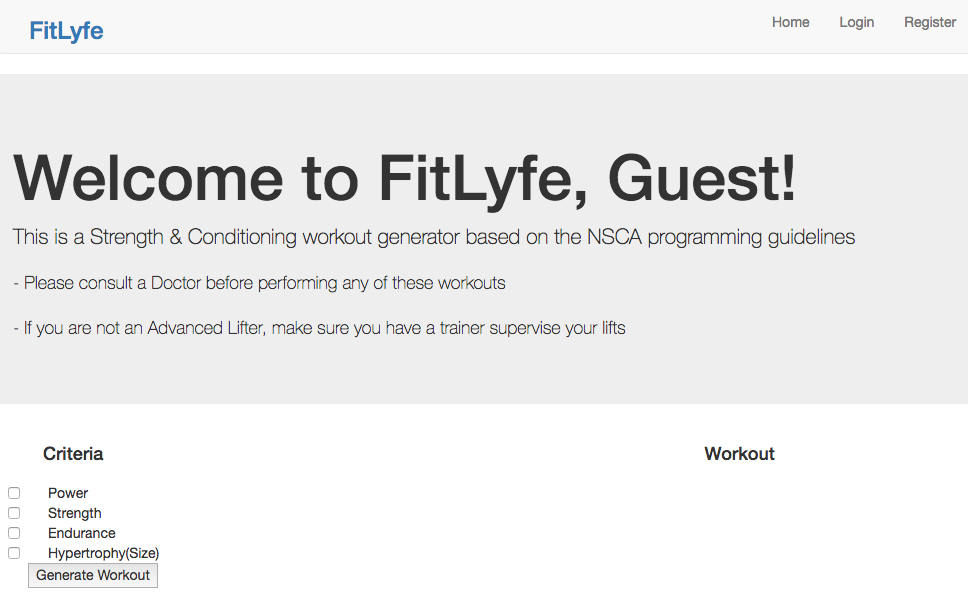 FitLyfe
Home Login Register
Welcome to FitLyfe, Guest!
This is a Strength & Conditioning workout generator based on the NSCA programming guidelines
- Please consult a Doctor before performing any of these workouts
- If you are not an Advanced Lifter, make sure you have a trainer supervise your lifts
Criteria
Power
Strength
Endurance
Hypertrophy(Size)
Generate Workout
Workout